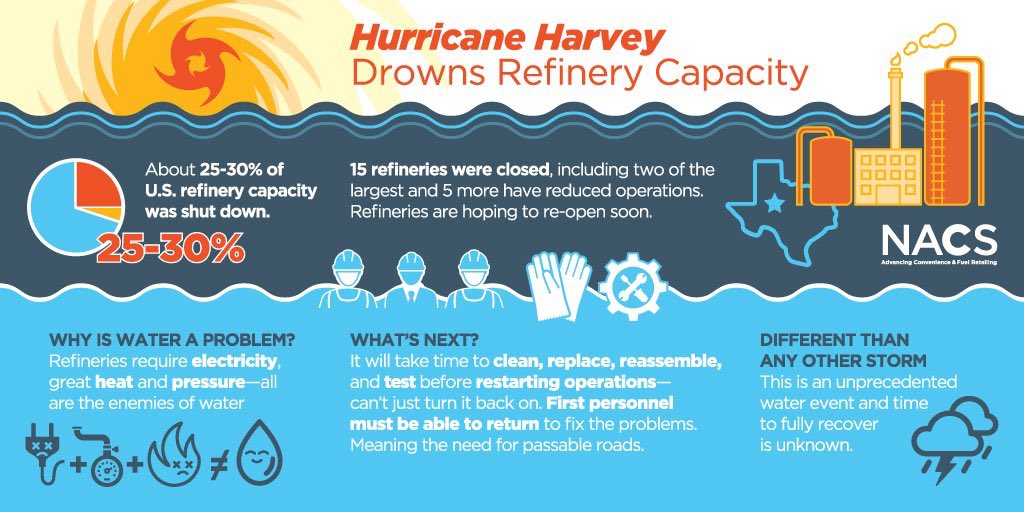 Hurricane Harvey
Drowns Refinery Capacity
About 25-30% of
U.S. refinery capacity
was shut down.
25-30%
15 refineries were closed, including two of the
largest and 5 more have reduced operations.
Refineries are hoping to re-open soon.
NACS
Advancing Convenience & Fuel Retailing
WHY IS WATER A PROBLEM?
Refineries require electricity,
great heat and pressure—all
are the enemies of water
WHAT'S NEXT?
It will take time to clean, replace, reassemble,
and test before restarting operations—
can't just turn it back on. First personnel
must be able to return to fix the problems.
Meaning the need for passable roads.
DIFFERENT THAN
ANY OTHER STORM
This is an unprecedented
water event and time
to fully recover
is unknown.
+ + ≠